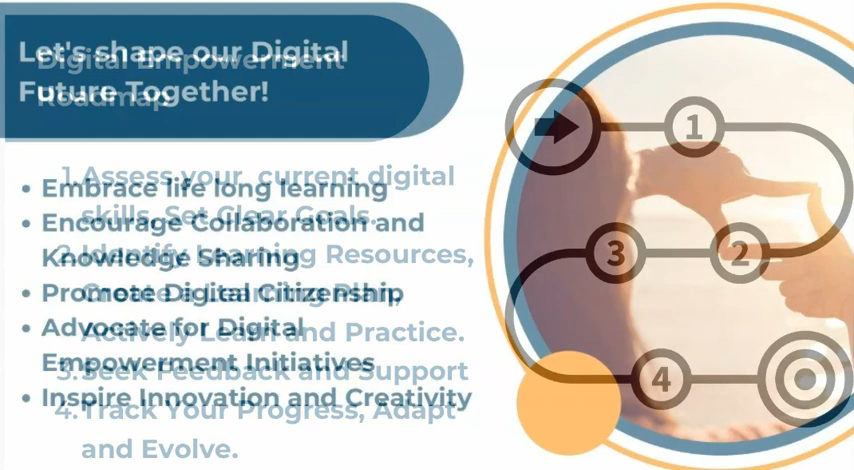 Let's shape our Digital
Future Together!
Digital Empowerment
Roadmap
• Embrace life long learning
• Encourage Collaboration and
Knowledge Sharing
• Promote Digital Citizenship
• Advocate for Digital
Empowerment Initiatives
• Inspire Innovation and Creativity
1. Assess your current digital
skills, Set Clear Goals.
2. Identify Learning Resources,
Create a Learning Plan,
Actively Learn and Practice.
3. Seek Feedback and Support
4. Track Your Progress, Adapt
and Evolve.
1
3
2
4